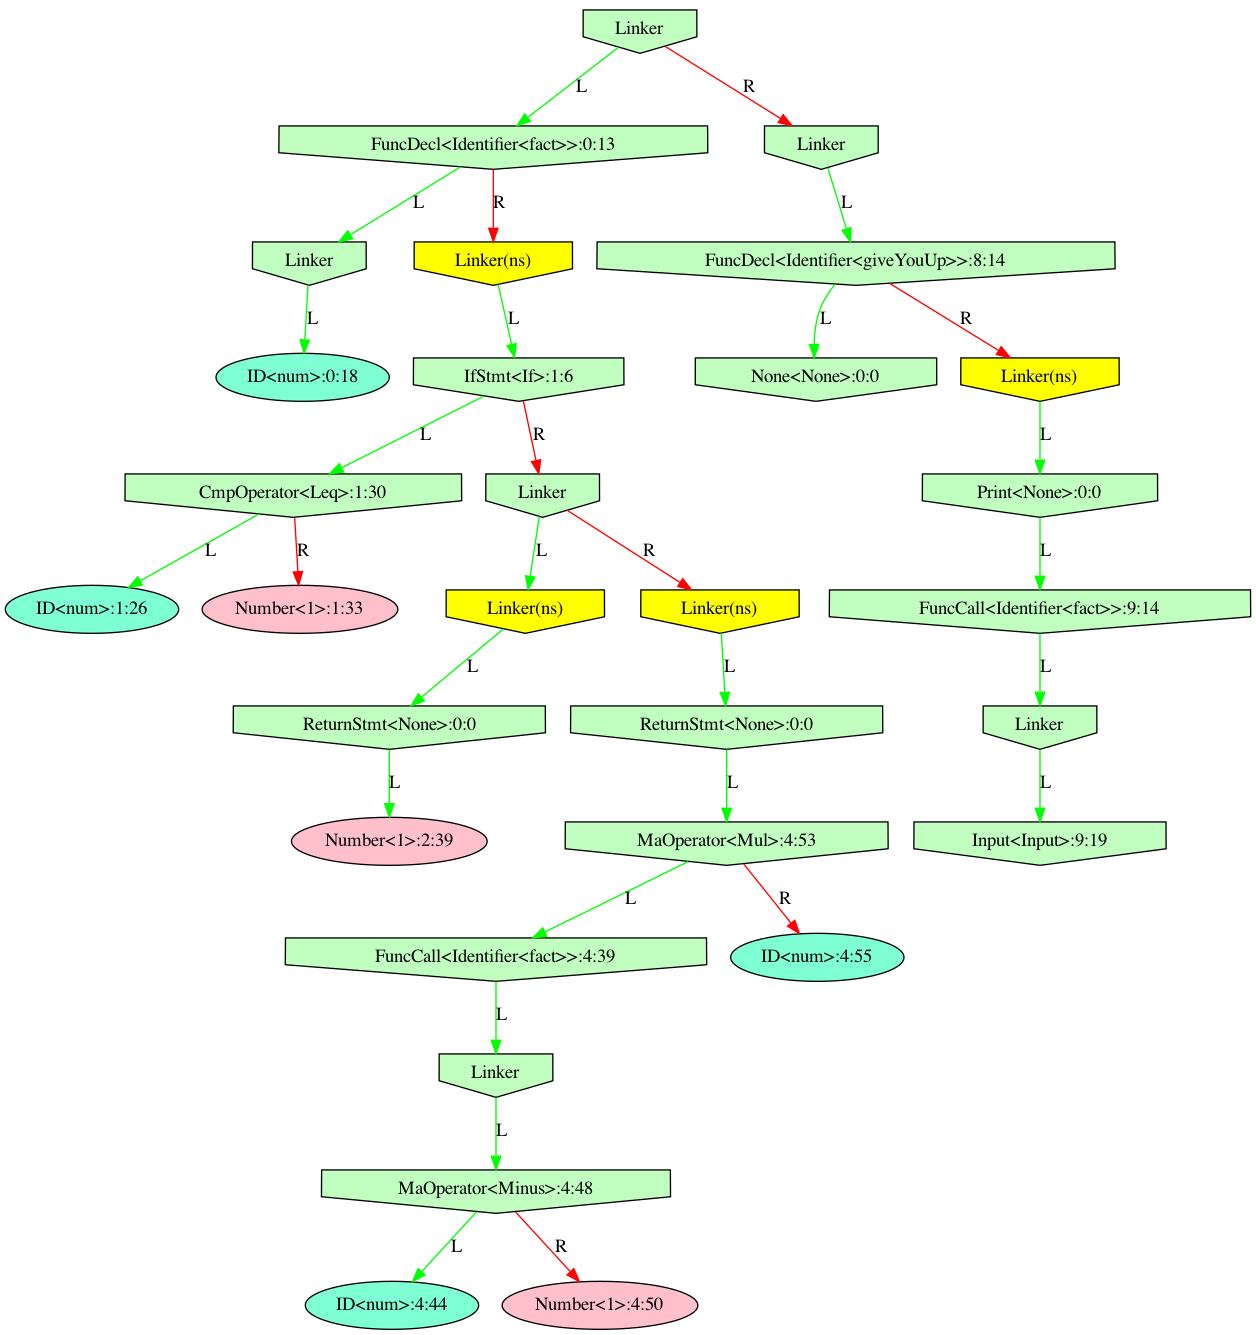 Linker
L
R
FuncDecl<Identifier<fact>>:0:13
Linker
L
R
L
Linker
Linker(ns)
FuncDecl<Identifier<giveYouUp>>:8:14
L
L
L
R
ID<num>:0:18
IfStmt<If>:1:6
None<None>:0:0
Linker(ns)
L
R
L
CmpOperator<Leq>:1:30
Linker
Print<None>:0:0
L
R
L
R
L
ID<num>:1:26
Number<1>:1:33
Linker(ns)
Linker(ns)
FuncCall<Identifier<fact>>:9:14
L
L
L
ReturnStmt<None>:0:0
ReturnStmt<None>:0:0
Linker
L
L
L
Number<1>:2:39
MaOperator<Mul>:4:53
Input<Input>:9:19
L
R
FuncCall<Identifier<fact>>:4:39
ID<num>:4:55
L
Linker
L
MaOperator<Minus>:4:48
L
R
ID<num>:4:44
Number<1>:4:50